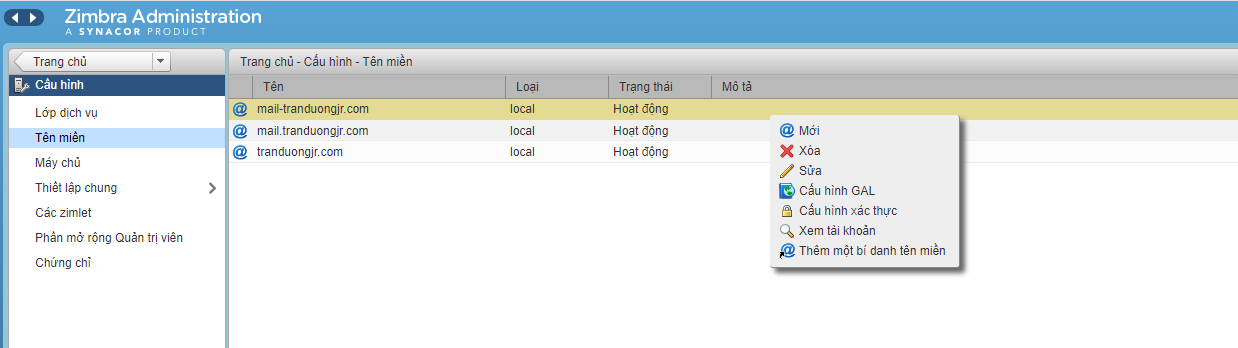 Zimbra Administration
A SYNACOR PRODUCT
Trang chủ
Cấu hình
Lớp dịch vụ
Tên miền
Máy chủ
Thiết lập chung
Các zimlet
Phần mở rộng Quản trị viên
Chứng chỉ
Trang chủ - Cấu hình - Tên miền
Tên Loại Trạng thái Mô tả
mail-tranduongjr.com local Hoạt động
mail.tranduongjr.com local Hoạt động
tranduongjr.com local Hoạt động
Mới
Xóa
Sửa
Cấu hình GAL
Cấu hình xác thực
Xem tài khoản
Thêm một bí danh tên miền